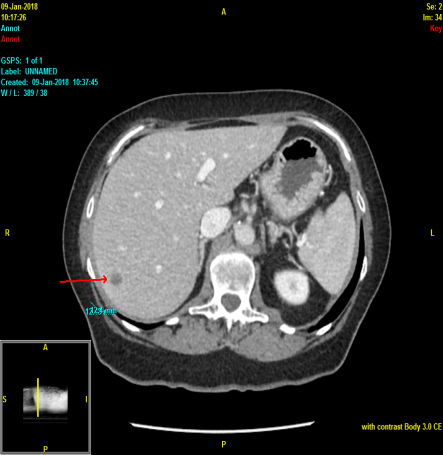 09-Jan-2018
10:17:26
Annot
Annot
GSPS: 1 of 1
Label: UNNAMED
Created: 09-Jan-2018 10:37:45
W / L: 389 / 38
Se: 2
Im: 34
Key
A
R
L
mm
A
S
I
P
P
with contrast Body 3.0 CE